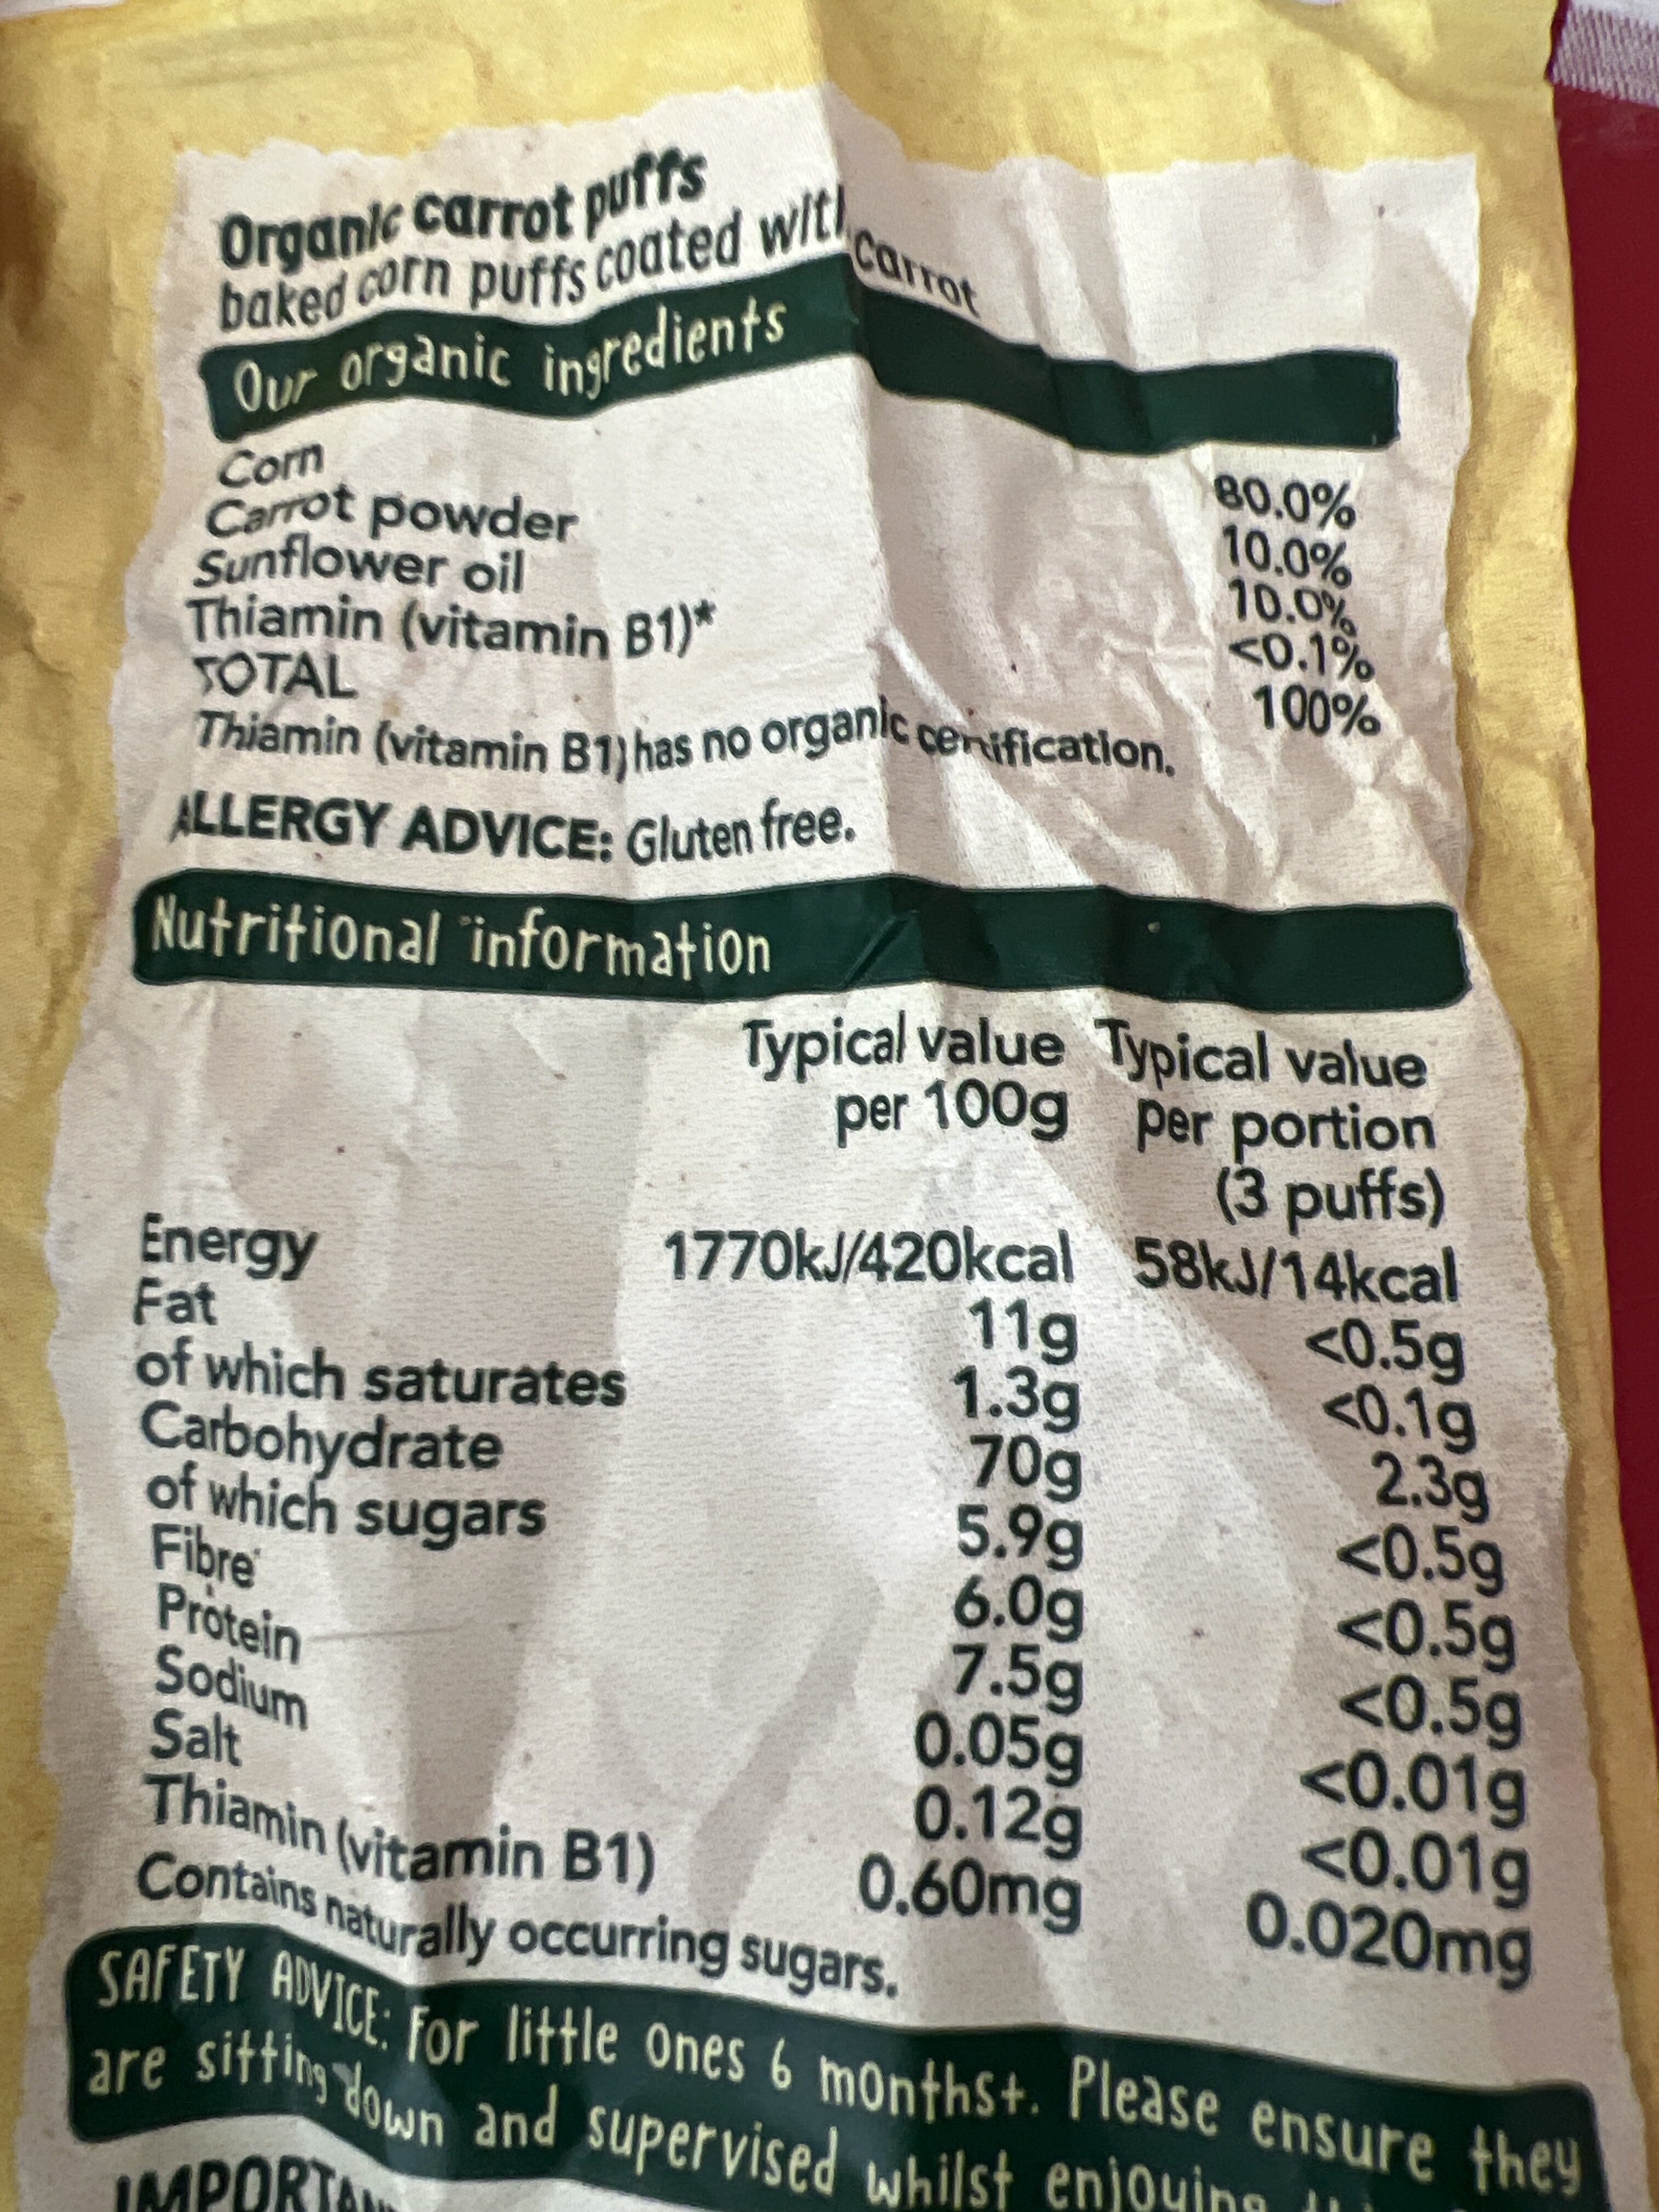 Organic carrot puffs
baked corn puffs coated with carrot
Our organic ingredients
Corn 80.0%
Carrot powder 10.0%
Sunflower oil 10.0%
Thiamin (vitamin B1)* <0.1%
TOTAL 100%
Thiamin (vitamin B1) has no organic certification.
ALLERGY ADVICE: Gluten free.
Nutritional information
Typical value per 100g Typical value per portion (3 puffs)
Energy 1770kJ/420kcal 58kJ/14kcal
Fat 11g <0.5g
of which saturates 1.3g <0.1g
Carbohydrate 70g 2.3g
of which sugars 5.9g <0.5g
Fibre 6.0g <0.5g
Protein 7.5g <0.5g
Sodium 0.05g <0.01g
Salt 0.12g <0.01g
Thiamin (vitamin B1) 0.60mg 0.020mg
Contains naturally occurring sugars.
SAFETY ADVICE: For little ones 6 months+. Please ensure they
are sitting down and supervised whilst enjoying